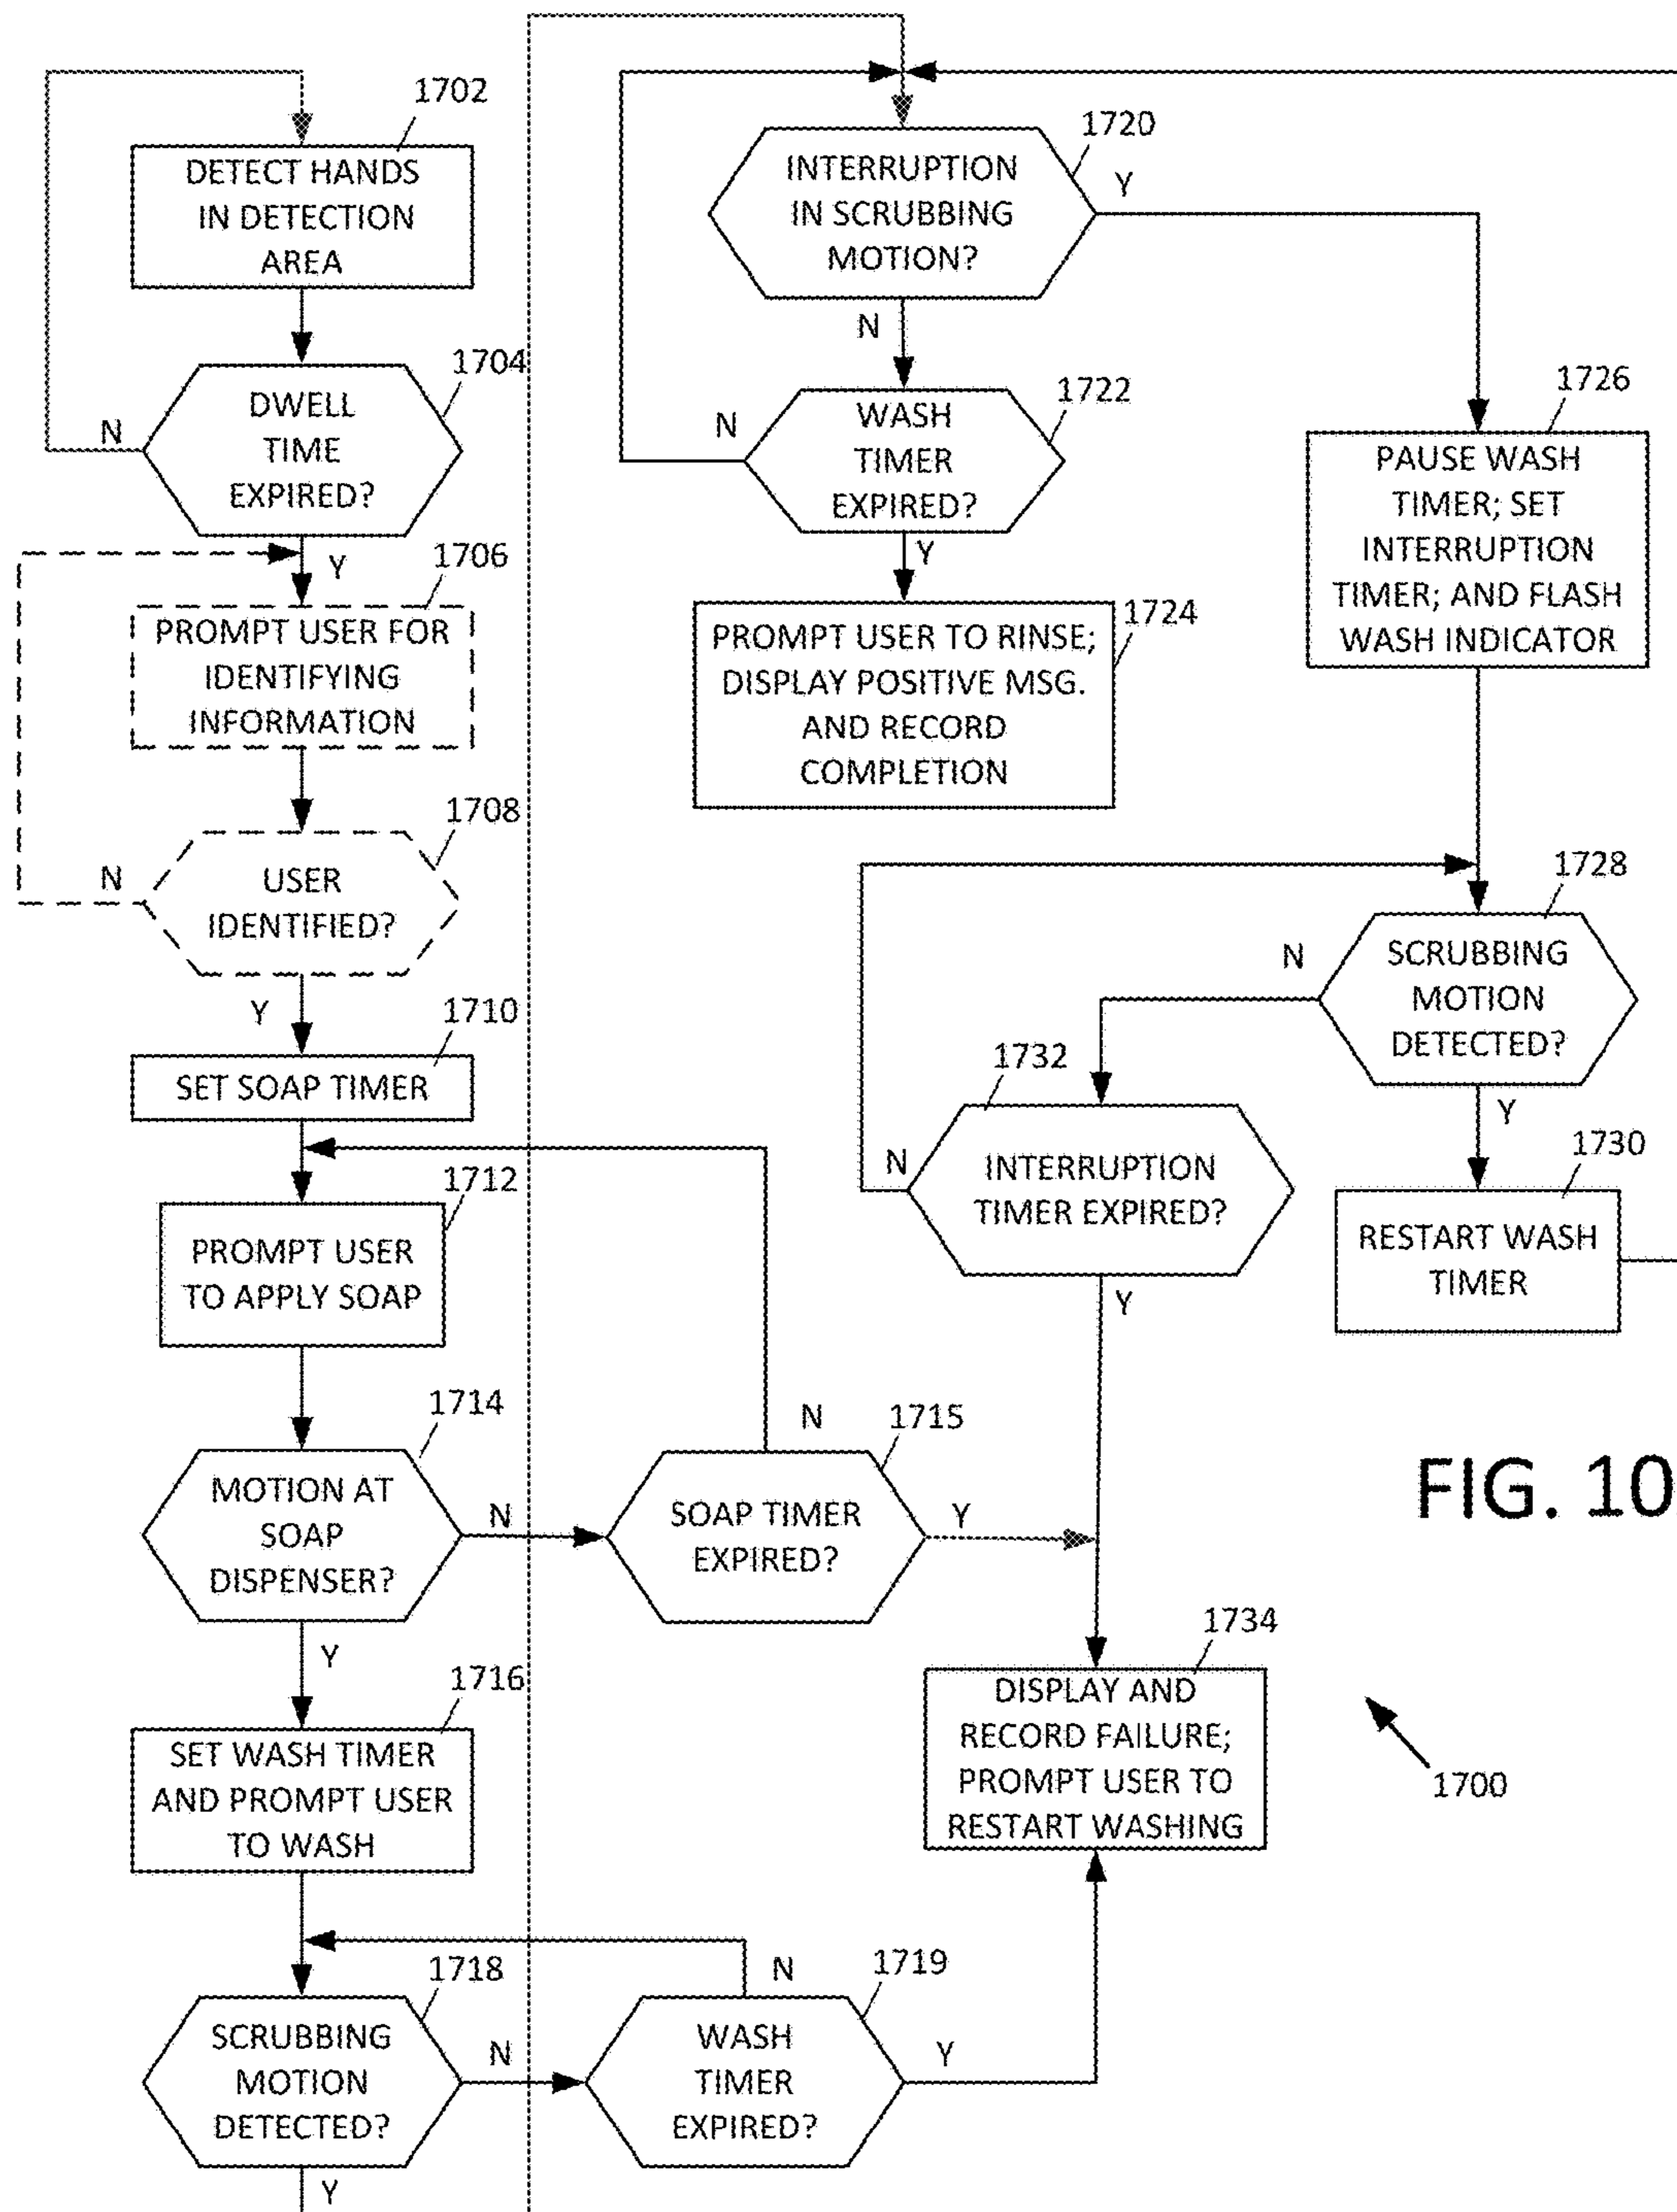 1702
DETECT HANDS
IN DETECTION
AREA
1704
DWELL
TIME
EXPIRED?
N
Y
1706
PROMPT USER FOR
IDENTIFYING
INFORMATION
1708
USER
IDENTIFIED?
N
Y
1710
SET SOAP TIMER
1712
PROMPT USER
TO APPLY SOAP
1714
MOTION AT
SOAP
DISPENSER?
N
Y
1715
SOAP TIMER
EXPIRED?
N
Y
1716
SET WASH TIMER
AND PROMPT USER
TO WASH
1718
SCRUBBING
MOTION
DETECTED?
N
Y
1719
WASH
TIMER
EXPIRED?
N
Y
1720
INTERRUPTION
IN SCRUBBING
MOTION?
Y
N
1722
WASH
TIMER
EXPIRED?
N
Y
1724
PROMPT USER TO RINSE;
DISPLAY POSITIVE MSG.
AND RECORD
COMPLETION
1726
PAUSE WASH
TIMER; SET
INTERRUPTION
TIMER; AND FLASH
WASH INDICATOR
1728
SCRUBBING
MOTION
DETECTED?
N
Y
1730
RESTART WASH
TIMER
1732
INTERRUPTION
TIMER EXPIRED?
N
Y
1734
DISPLAY AND
RECORD FAILURE;
PROMPT USER TO
RESTART WASHING
FIG. 10
1700